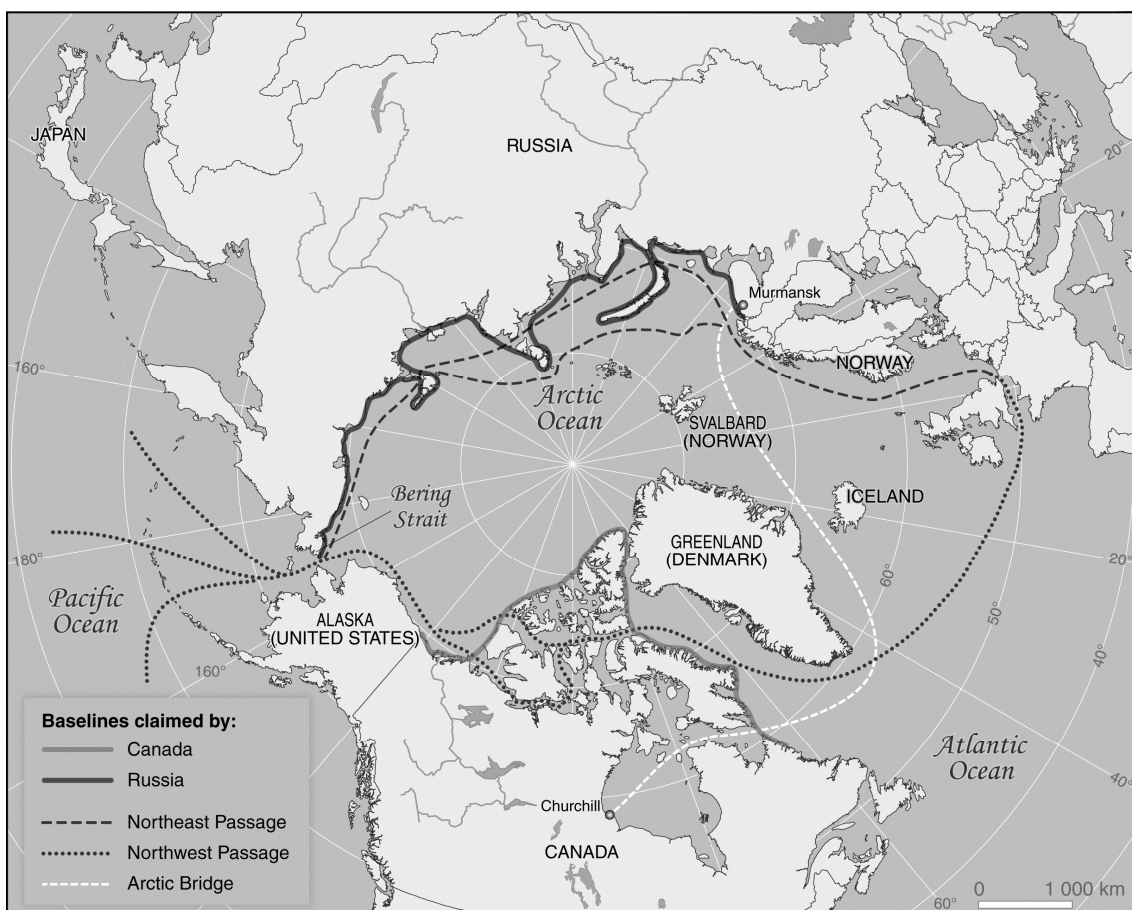 JAPAN
RUSSIA
20°
Murmansk
NORWAY
160°
Arctic
Ocean
SVALBARD
(NORWAY)
Bering
Strait
ICELAND
GREENLAND
(DENMARK)
180°
20°
60°
Pacific
Ocean
ALASKA
(UNITED STATES)
50°
40°
160°
Atlantic
Ocean
40°
Churchill
CANADA
60°
0 1 000 km
Baselines claimed by:
Canada
Russia
Northeast Passage
Northwest Passage
Arctic Bridge